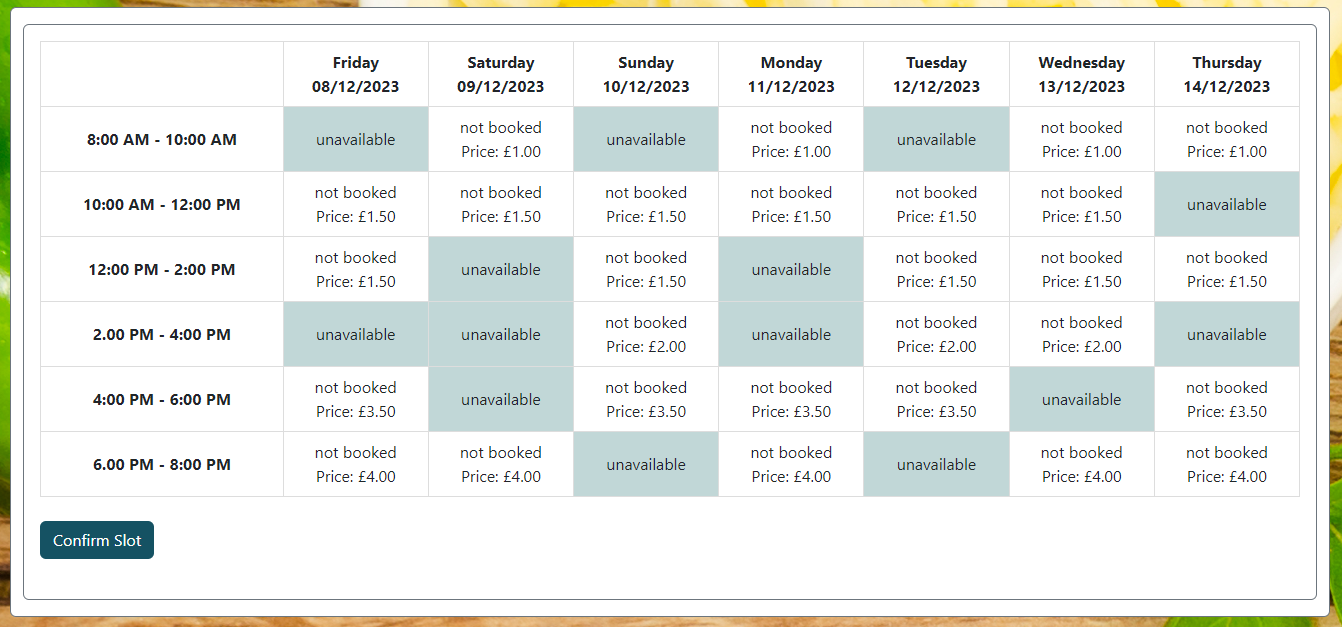 Friday Saturday Sunday Monday Tuesday Wednesday Thursday
08/12/2023 09/12/2023 10/12/2023 11/12/2023 12/12/2023 13/12/2023 14/12/2023
8:00 AM - 10:00 AM unavailable not booked Price: £1.00 unavailable not booked Price: £1.00 unavailable not booked Price: £1.00 not booked Price: £1.00
10:00 AM - 12:00 PM not booked Price: £1.50 not booked Price: £1.50 not booked Price: £1.50 not booked Price: £1.50 not booked Price: £1.50 not booked Price: £1.50 unavailable
12:00 PM - 2:00 PM not booked Price: £1.50 unavailable not booked Price: £1.50 unavailable not booked Price: £1.50 not booked Price: £1.50 not booked Price: £1.50
2.00 PM - 4:00 PM unavailable unavailable not booked Price: £2.00 unavailable not booked Price: £2.00 not booked Price: £2.00 unavailable
4:00 PM - 6:00 PM not booked Price: £3.50 unavailable not booked Price: £3.50 not booked Price: £3.50 not booked Price: £3.50 unavailable not booked Price: £3.50
6.00 PM - 8:00 PM not booked Price: £4.00 not booked Price: £4.00 unavailable not booked Price: £4.00 unavailable not booked Price: £4.00 not booked Price: £4.00
Confirm Slot